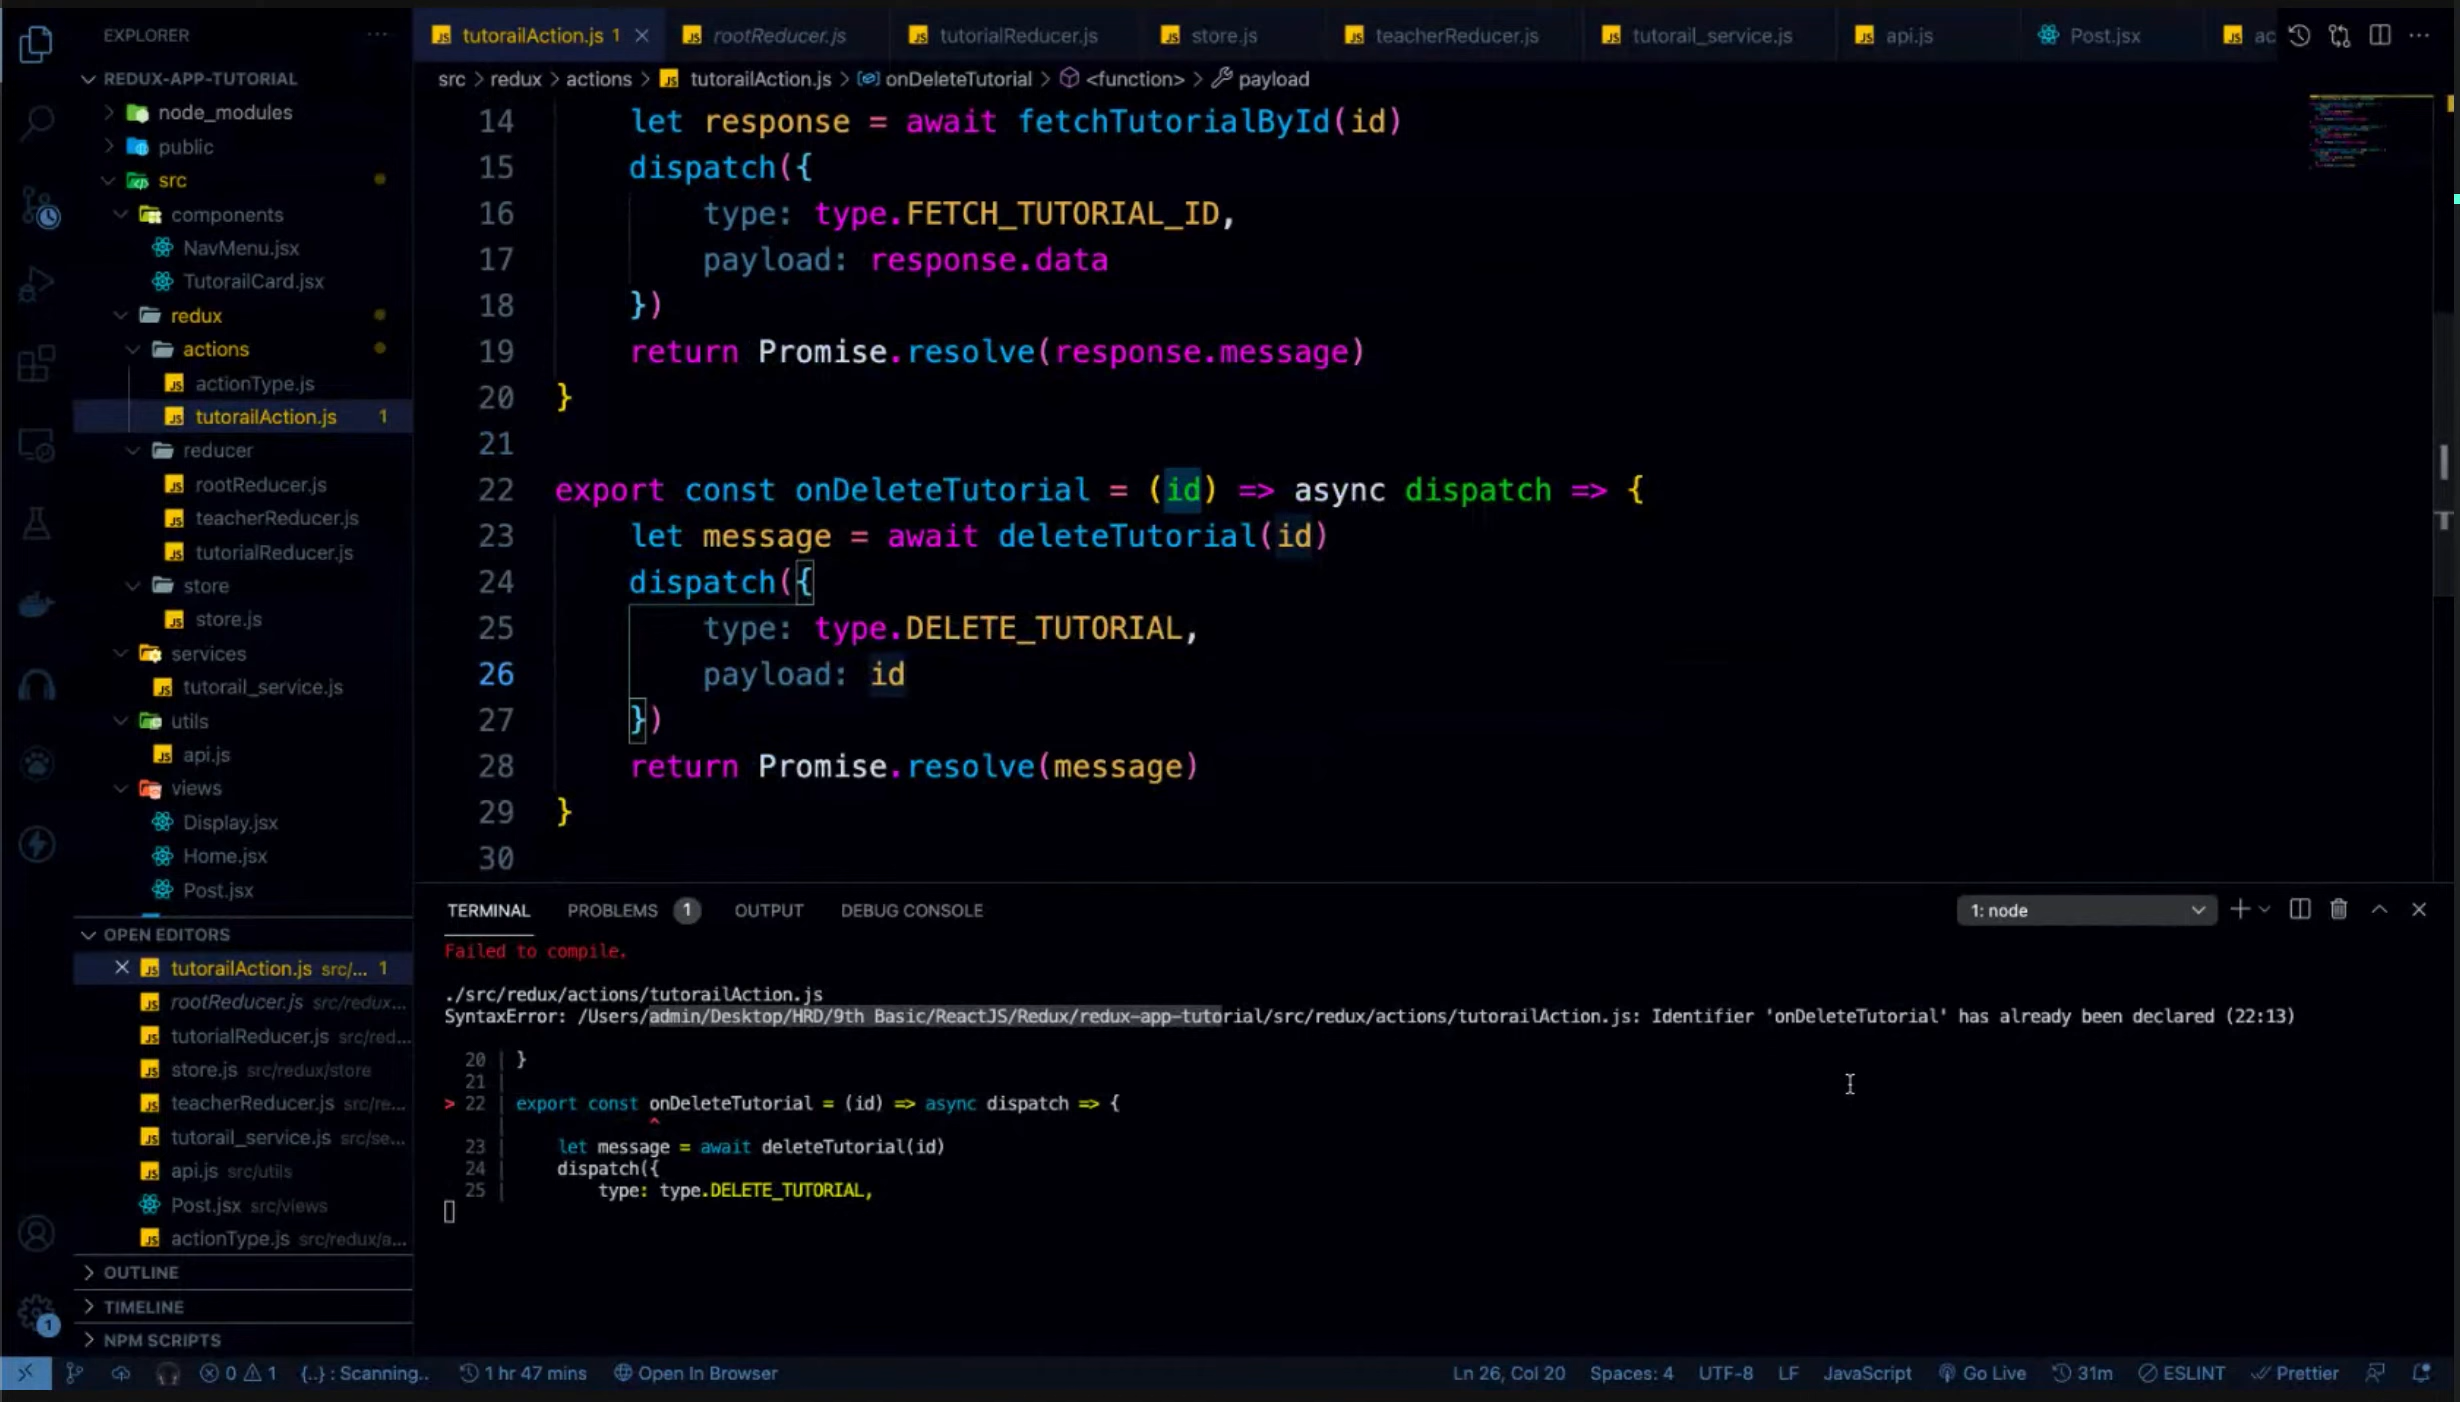 EXPLORER
REDUX-APP-TUTORIAL
node_modules
public
src
components
NavMenu.jsx
TutorailCard.jsx
redux
actions
actionType.js
tutorailAction.js 1
reducer
rootReducer.js
teacherReducer.js
tutorialReducer.js
store
store.js
services
tutorail_service.js
utils
api.js
views
Display.jsx
Home.jsx
Post.jsx
OPEN EDITORS
tutorailAction.js src/... 1
rootReducer.js src/redux...
tutorialReducer.js src/red...
store.js src/redux/store
teacherReducer.js src/re...
tutorail_service.js src/se...
api.js src/utils
Post.jsx src/views
actionType.js src/redux/a...
OUTLINE
TIMELINE
NPM SCRIPTS
1
tutorailAction.js 1 rootReducer.js tutorialReducer.js store.js teacherReducer.js tutorail_service.js api.js Post.jsx ac
src > redux > actions > tutorailAction.js > onDeleteTutorial > <function> > payload
14 let response = await fetchTutorialById(id)
15 dispatch({
16 type: type.FETCH_TUTORIAL_ID,
17 payload: response.data
18 })
19 return Promise.resolve(response.message)
20 }
21
22 export const onDeleteTutorial = (id) => async dispatch => {
23 let message = await deleteTutorial(id)
24 dispatch({
25 type: type.DELETE_TUTORIAL,
26 payload: id
27 })
28 return Promise.resolve(message)
29 }
30
TERMINAL PROBLEMS 1 OUTPUT DEBUG CONSOLE 1: node
Failed to compile.
./src/redux/actions/tutorailAction.js
SyntaxError: /Users/admin/Desktop/HRD/9th Basic/ReactJS/Redux/redux-app-tutorial/src/redux/actions/tutorailAction.js: Identifier 'onDeleteTutorial' has already been declared (22:13)
20 | }
21 |
> 22 | export const onDeleteTutorial = (id) => async dispatch => {
| ^
23 | let message = await deleteTutorial(id)
24 | dispatch({
25 | type: type.DELETE_TUTORIAL,
0 1 {..} : Scanning.. 1 hr 47 mins Open In Browser Ln 26, Col 20 Spaces: 4 UTF-8 LF JavaScript Go Live 31m ESLINT Prettier